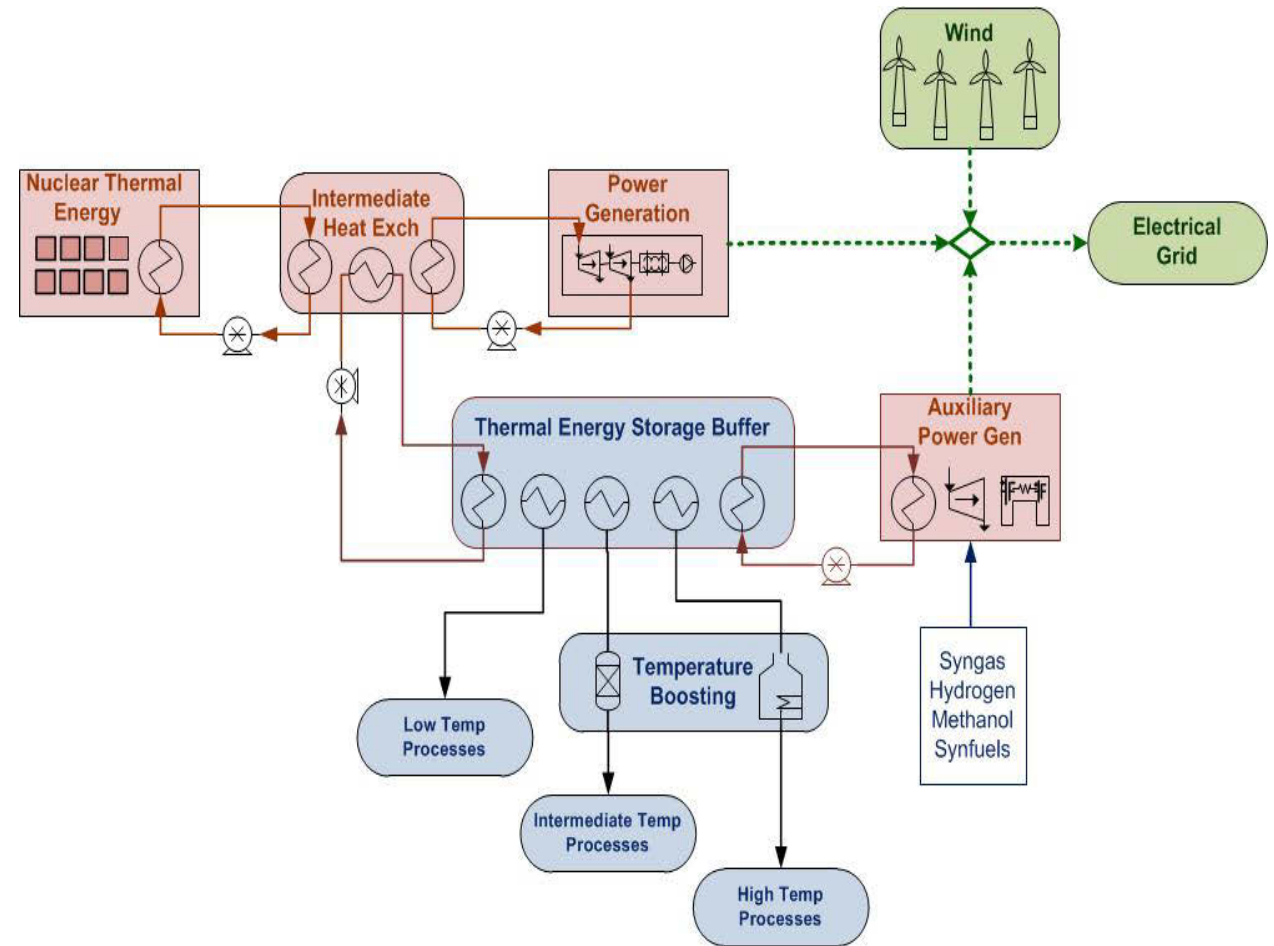 Wind
Nuclear Thermal
Energy
Intermediate
Heat Exch
Power
Generation
Electrical
Grid
Thermal Energy Storage Buffer
Auxiliary
Power Gen
Temperature
Boosting
Syngas
Hydrogen
Methanol
Synfuels
Low Temp
Processes
Intermediate Temp
Processes
High Temp
Processes